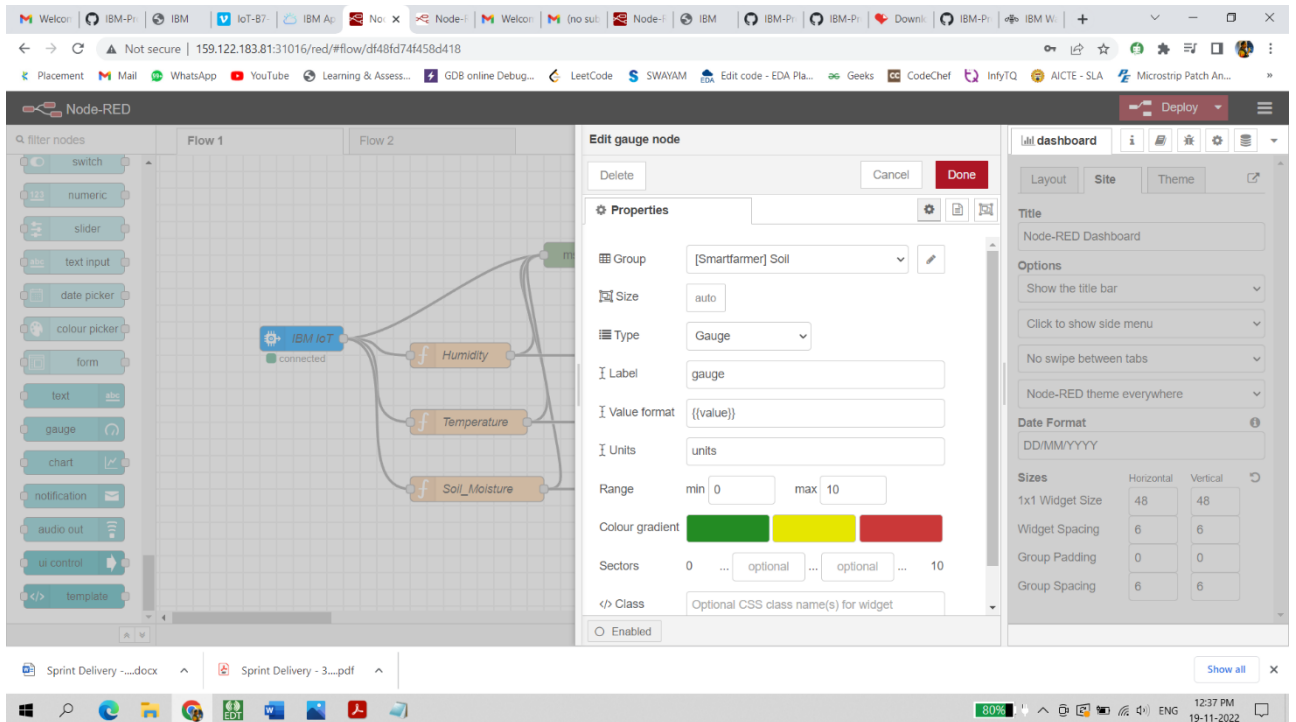 Welcon IBM-Pr IBM IoT-B7- IBM Ap Noc Node-F Welcon (no sub Node-F IBM IBM-Pr IBM-Pr Downlo IBM-Pr IBM W
Not secure | 159.122.183.81:31016/red/#flow/df48fd74f458d418
Placement Mail WhatsApp YouTube Learning & Assess... GDB online Debug... LeetCode SWAYAM Edit code - EDA Pla... Geeks CodeChef InfyTQ AICTE - SLA Microstrip Patch An... »
Node-RED Deploy
filter nodes Flow 1 Flow 2 Edit gauge node dashboard
switch
numeric
slider
text input
date picker
colour picker
form
text
gauge
chart
notification
audio out
ui control
template
IBM IoT
connected
Humidity
Temperature
Soil_Moisture
Delete Cancel Done
Properties
Group [Smartfarmer] Soil
Size auto
Type Gauge
Label gauge
Value format {{value}}
Units units
Range min 0 max 10
Colour gradient
Sectors 0 ... optional ... optional ... 10
</> Class Optional CSS class name(s) for widget
Enabled
Layout Site Theme
Title
Node-RED Dashboard
Options
Show the title bar
Click to show side menu
No swipe between tabs
Node-RED theme everywhere
Date Format
DD/MM/YYYY
Sizes Horizontal Vertical
1x1 Widget Size 48 48
Widget Spacing 6 6
Group Padding 0 0
Group Spacing 6 6
Sprint Delivery -....docx Sprint Delivery - 3....pdf Show all
EDT 80% ENG 12:37 PM
19-11-2022